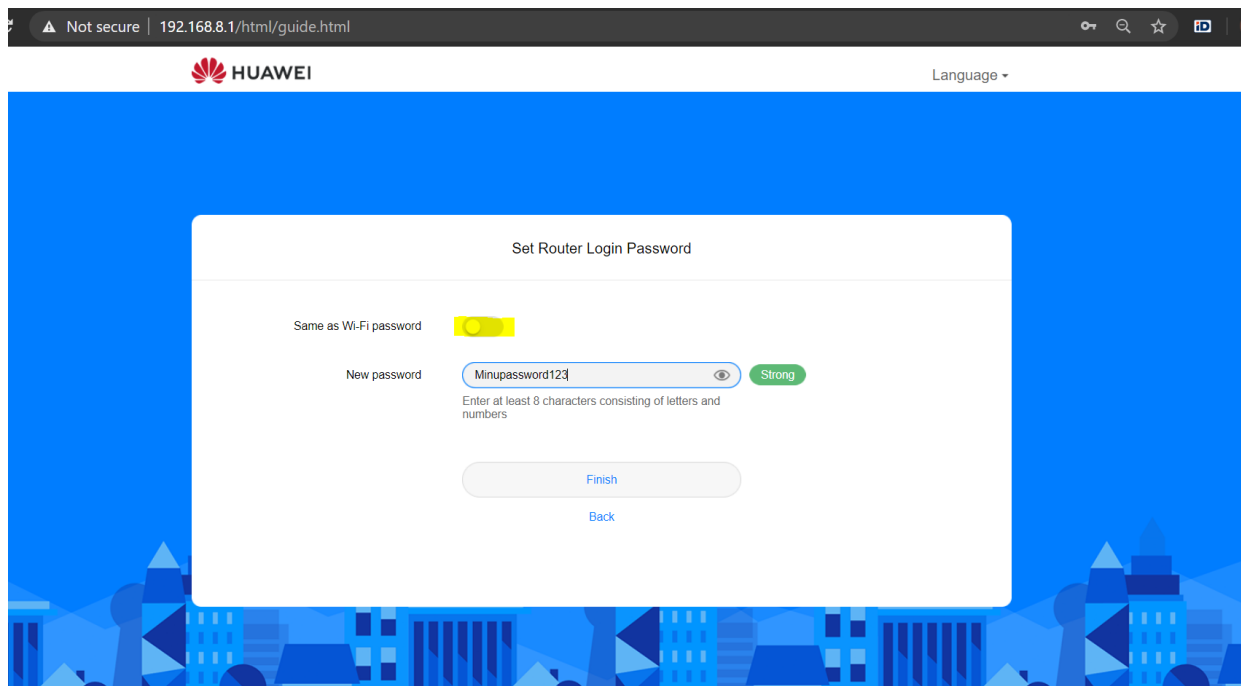 Not secure | 192.168.8.1/html/guide.html
iD
HUAWEI
Language
Set Router Login Password
Same as Wi-Fi password
New password
Minupassword123
Strong
Enter at least 8 characters consisting of letters and
numbers
Finish
Back